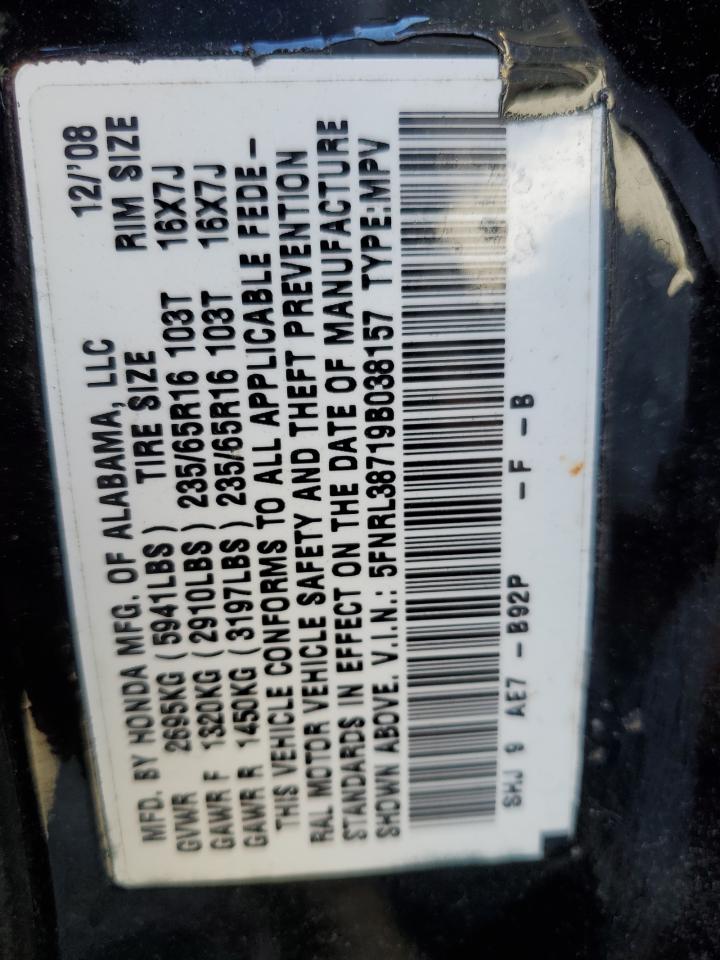 MFD. BY HONDA MFG. OF ALABAMA, LLC 12/'08
GVWR 2695KG (5941LBS) TIRE SIZE RIM SIZE
GAWR F 1320KG (2910LBS) 235/65R16 103T 16X7J
GAWR R 1450KG (3197LBS) 235/65R16 103T 16X7J
THIS VEHICLE CONFORMS TO ALL APPLICABLE FEDE-
RAL MOTOR VEHICLE SAFETY AND THEFT PREVENTION
STANDARDS IN EFFECT ON THE DATE OF MANUFACTURE
SHOWN ABOVE. V.I.N.: 5FNRL38719B038157 TYPE:MPV
SHJ 9 AE7 -B92P -F -B